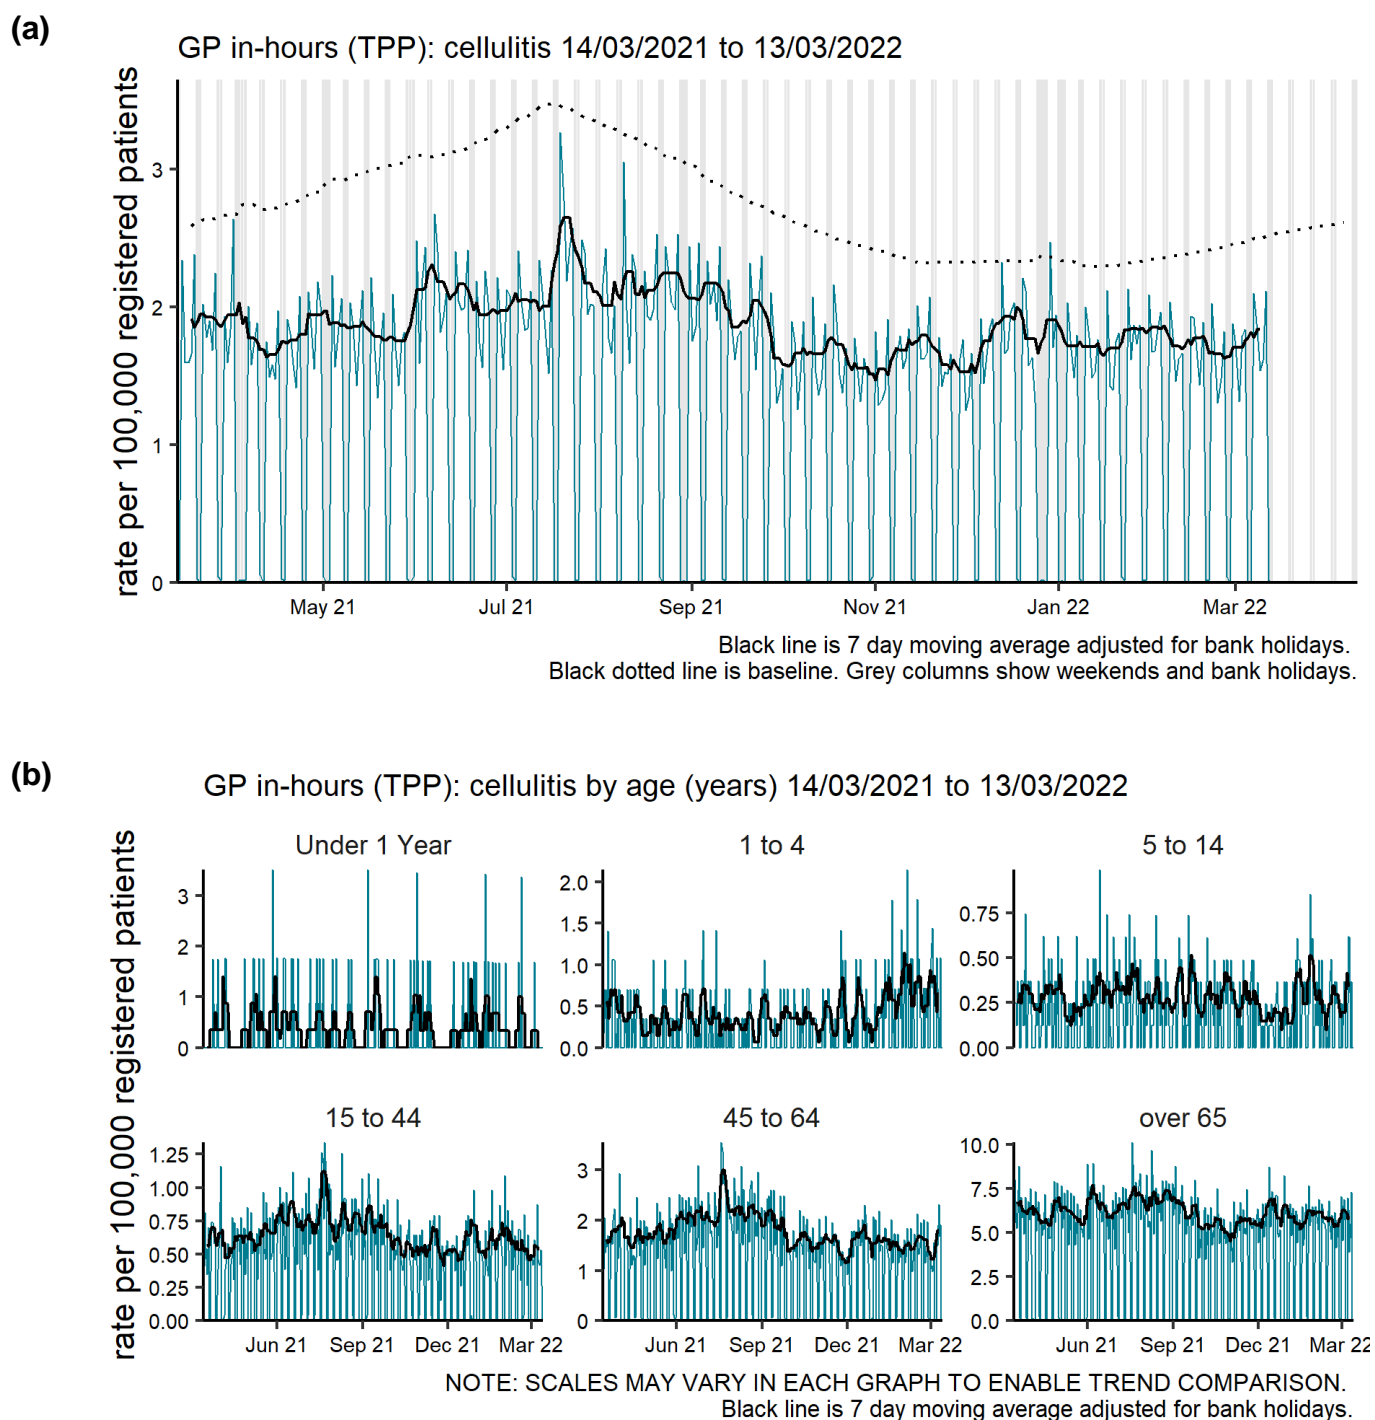 (a)
GP in-hours (TPP): cellulitis 14/03/2021 to 13/03/2022
rate per 100,000 registered patients
3
2
1
0
May 21
Jul 21
Sep 21
Nov 21
Jan 22
Mar 22
Black line is 7 day moving average adjusted for bank holidays.
Black dotted line is baseline. Grey columns show weekends and bank holidays.
(b)
GP in-hours (TPP): cellulitis by age (years) 14/03/2021 to 13/03/2022
rate per 100,000 registered patients
Under 1 Year
3
2
1
0
1 to 4
2.0
1.5
1.0
0.5
0.0
5 to 14
0.75
0.50
0.25
0.00
15 to 44
1.25
1.00
0.75
0.50
0.25
0.00
Jun 21
Sep 21
Dec 21
Mar 22
45 to 64
3
2
1
0
Jun 21
Sep 21
Dec 21
Mar 22
over 65
10.0
7.5
5.0
2.5
0.0
Jun 21
Sep 21
Dec 21
Mar 22
NOTE: SCALES MAY VARY IN EACH GRAPH TO ENABLE TREND COMPARISON.
Black line is 7 day moving average adjusted for bank holidays.